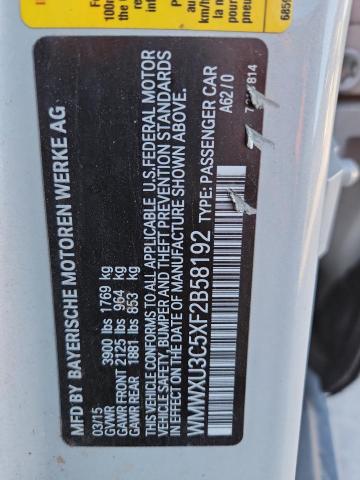 MFD BY BAYERISCHE MOTOREN WERKE AG
03/15
GVWR 3900 lbs 1769 kg
GAWR FRONT 2125 lbs 964 kg
GAWR REAR 1881 lbs 853 kg
THIS VEHICLE CONFORMS TO ALL APPLICABLE U.S. FEDERAL MOTOR
VEHICLE SAFETY, BUMPER AND THEFT PREVENTION STANDARDS
IN EFFECT ON THE DATE OF MANUFACTURE SHOWN ABOVE.
WMWXU3C5XF2B58192 TYPE: PASSENGER CAR
A62/0
814